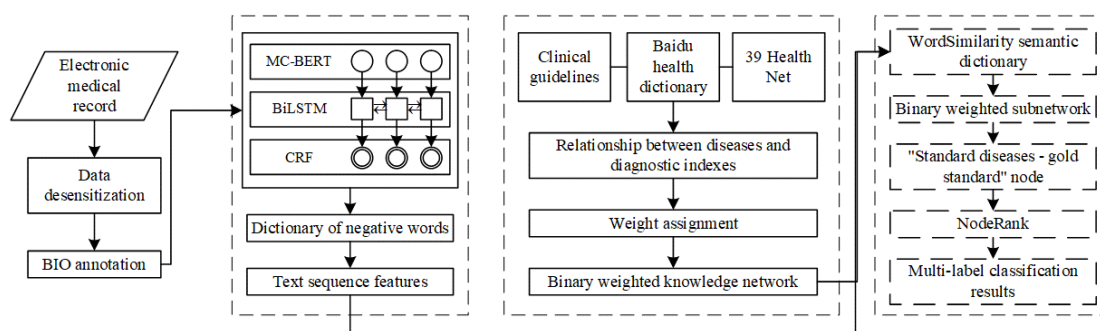 Electronic
medical
record
Data
desensitization
BIO annotation
MC-BERT
BiLSTM
CRF
Dictionary of negative words
Text sequence features
Clinical
guidelines
Baidu
health
dictionary
39 Health
Net
Relationship between diseases and
diagnostic indexes
Weight assignment
Binary weighted knowledge network
WordSimilarity semantic
dictionary
Binary weighted subnetwork
"Standard diseases - gold
standard" node
NodeRank
Multi-label classification
results